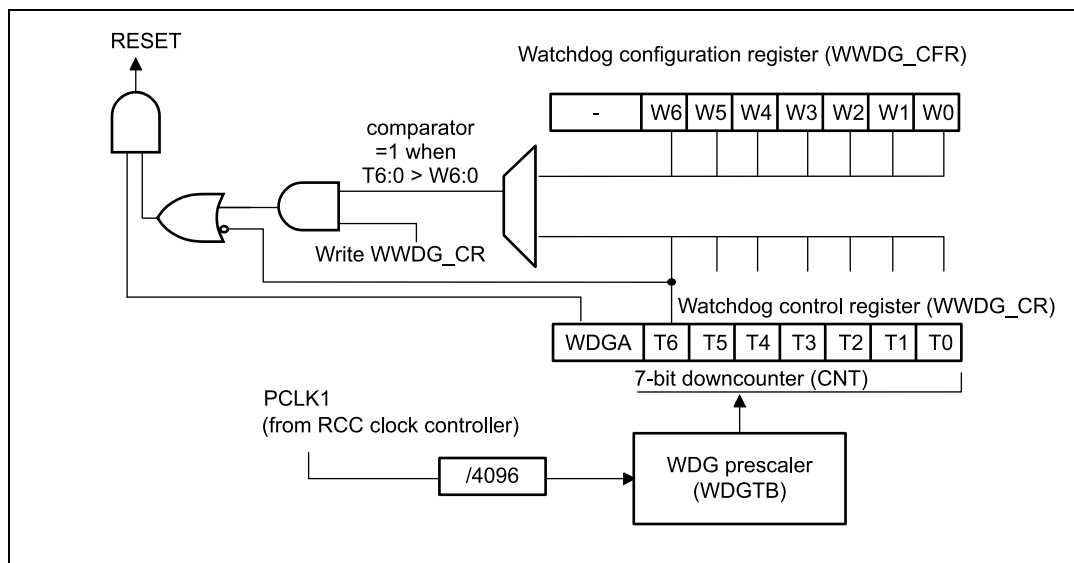 RESET
Watchdog configuration register (WWDG_CFR)
- W6 W5 W4 W3 W2 W1 W0
comparator
=1 when
T6:0 > W6:0
Write WWDG_CR
Watchdog control register (WWDG_CR)
WDGA T6 T5 T4 T3 T2 T1 T0
7-bit downcounter (CNT)
PCLK1
(from RCC clock controller)
/4096
WDG prescaler
(WDGTB)